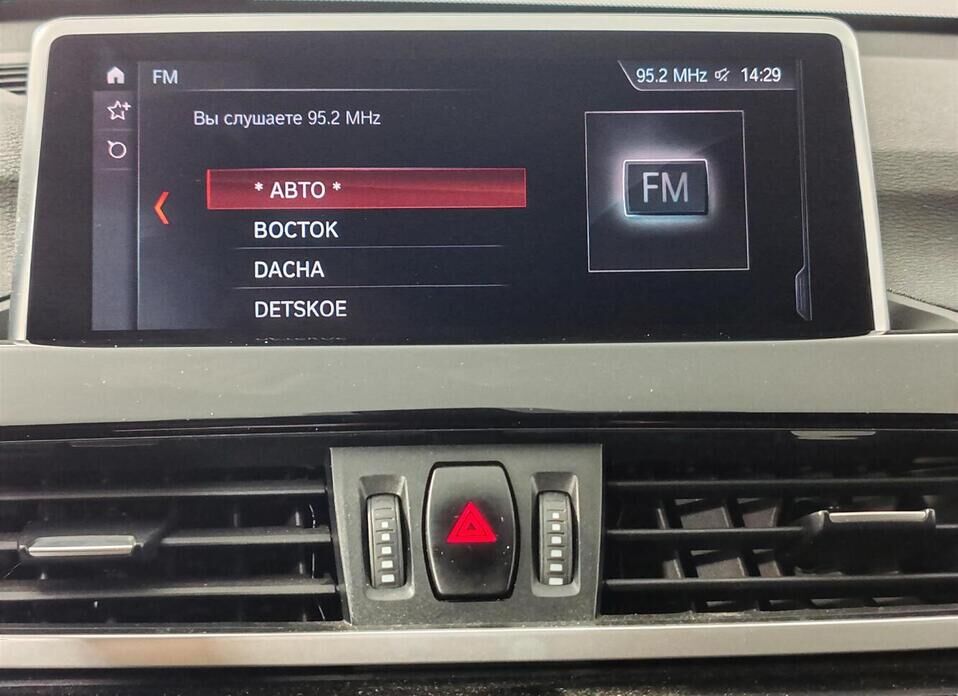 FM
95.2 MHz 14:29
Вы слушаете 95.2 MHz
* АВТО *
ВОСТОК
DACHA
DETSKOE
FM